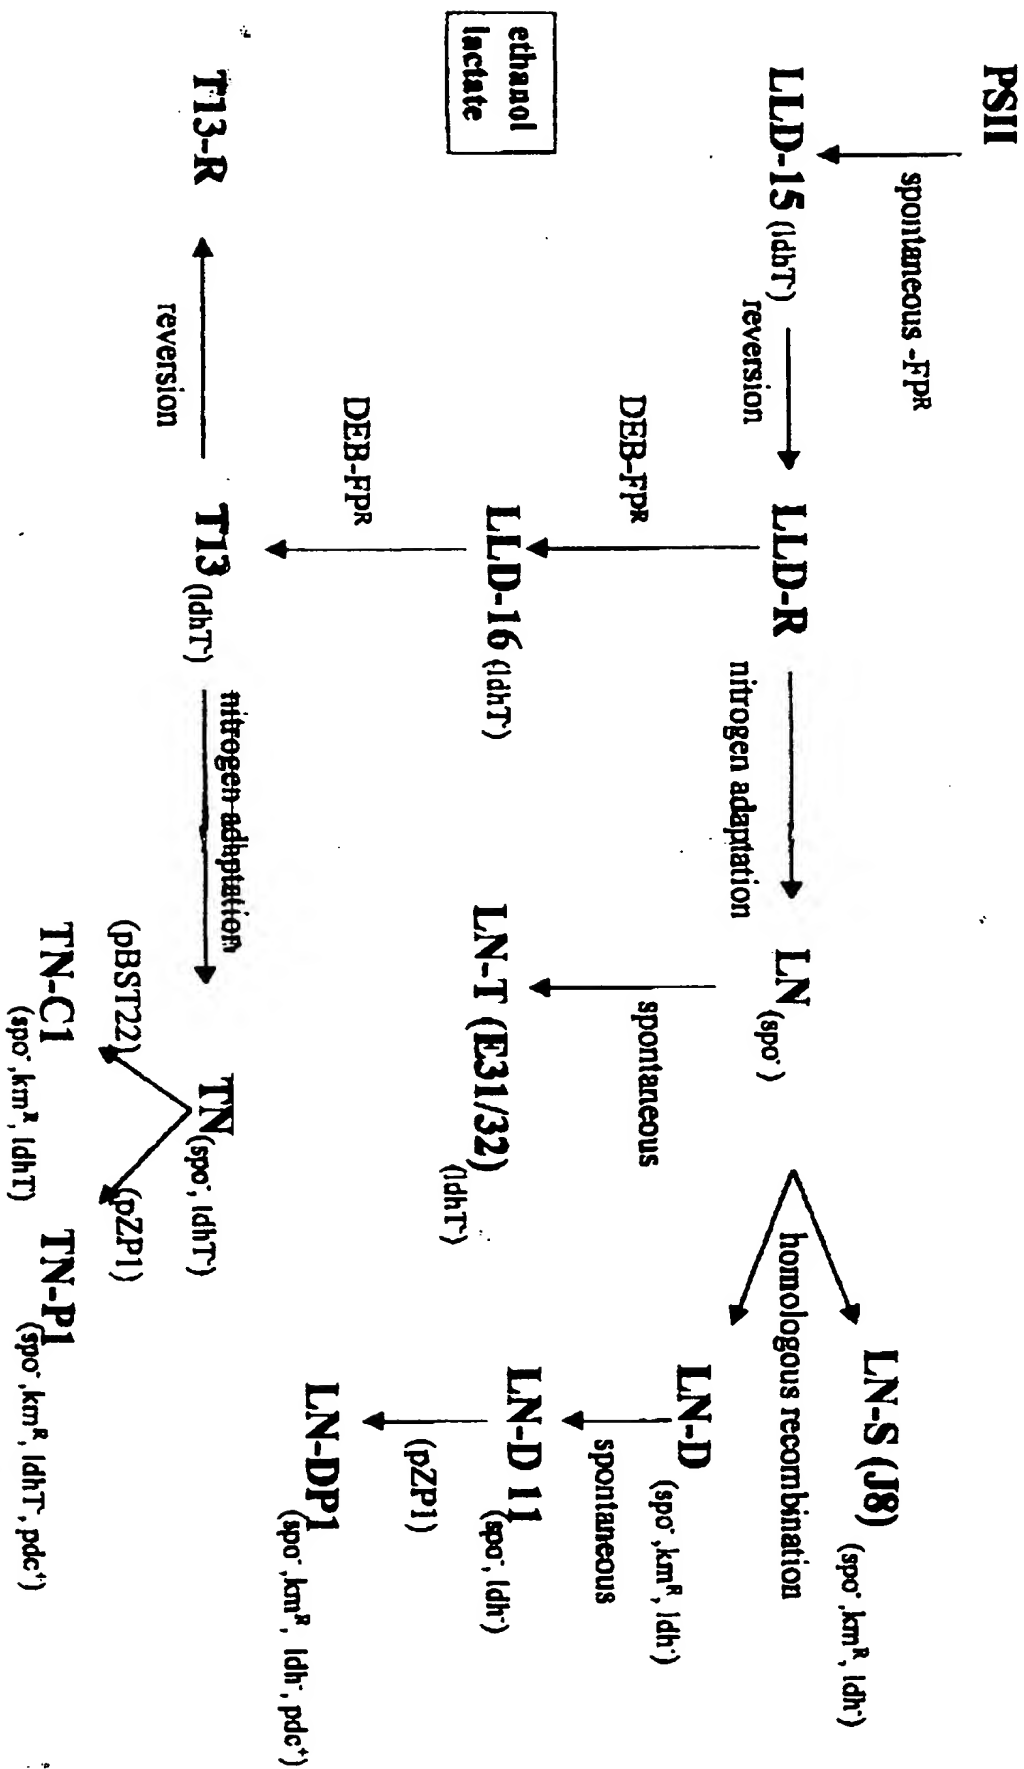 PSII
spontaneous -FpR
LLD-15 (ldhT-)
reversion
LLD-R
nitrogen adaptation
LN (spo-)
homologous recombination
LN-S (J8) (spo-,kmR, ldh-)
LN-D (spo-,kmR, ldh-)
spontaneous
LN-D 11 (spo-, ldh-)
(pZP1)
LN-DP1 (spo-,kmR, ldh-, pdc+)
spontaneous
LN-T (E31/32) (ldhT-)
DEB-FpR
LLD-16 (ldhT-)
DEB-FpR
ethanol
lactate
T13-R
reversion
T13 (ldhT-)
nitrogen adhptation
TN (spo-, ldhT-)
(pBST22)
(pZP1)
TN-C1 (spo-,kmR, ldhT)
TN-P1 (spo-,kmR, ldhT-, pdc+)